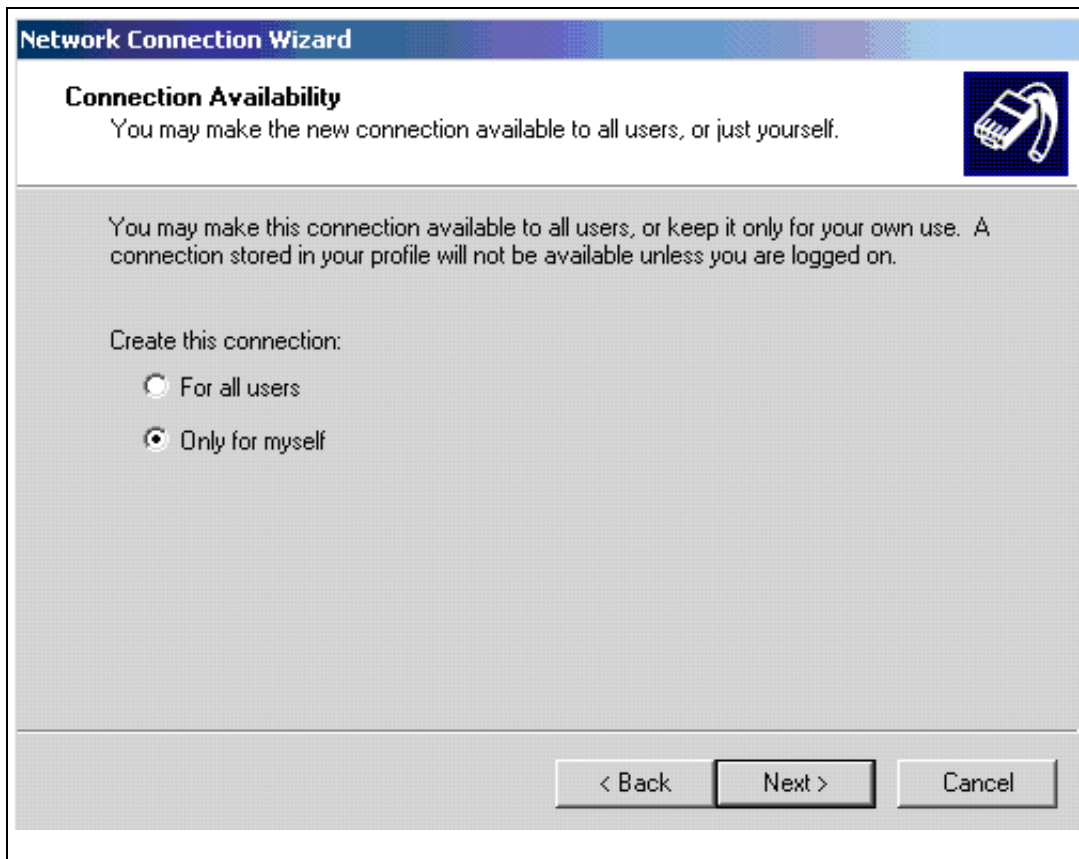 Network Connection Wizard
Connection Availability
You may make the new connection available to all users, or just yourself.
You may make this connection available to all users, or keep it only for your own use.  A
connection stored in your profile will not be available unless you are logged on.
Create this connection:
For all users
Only for myself
< Back
Next >
Cancel